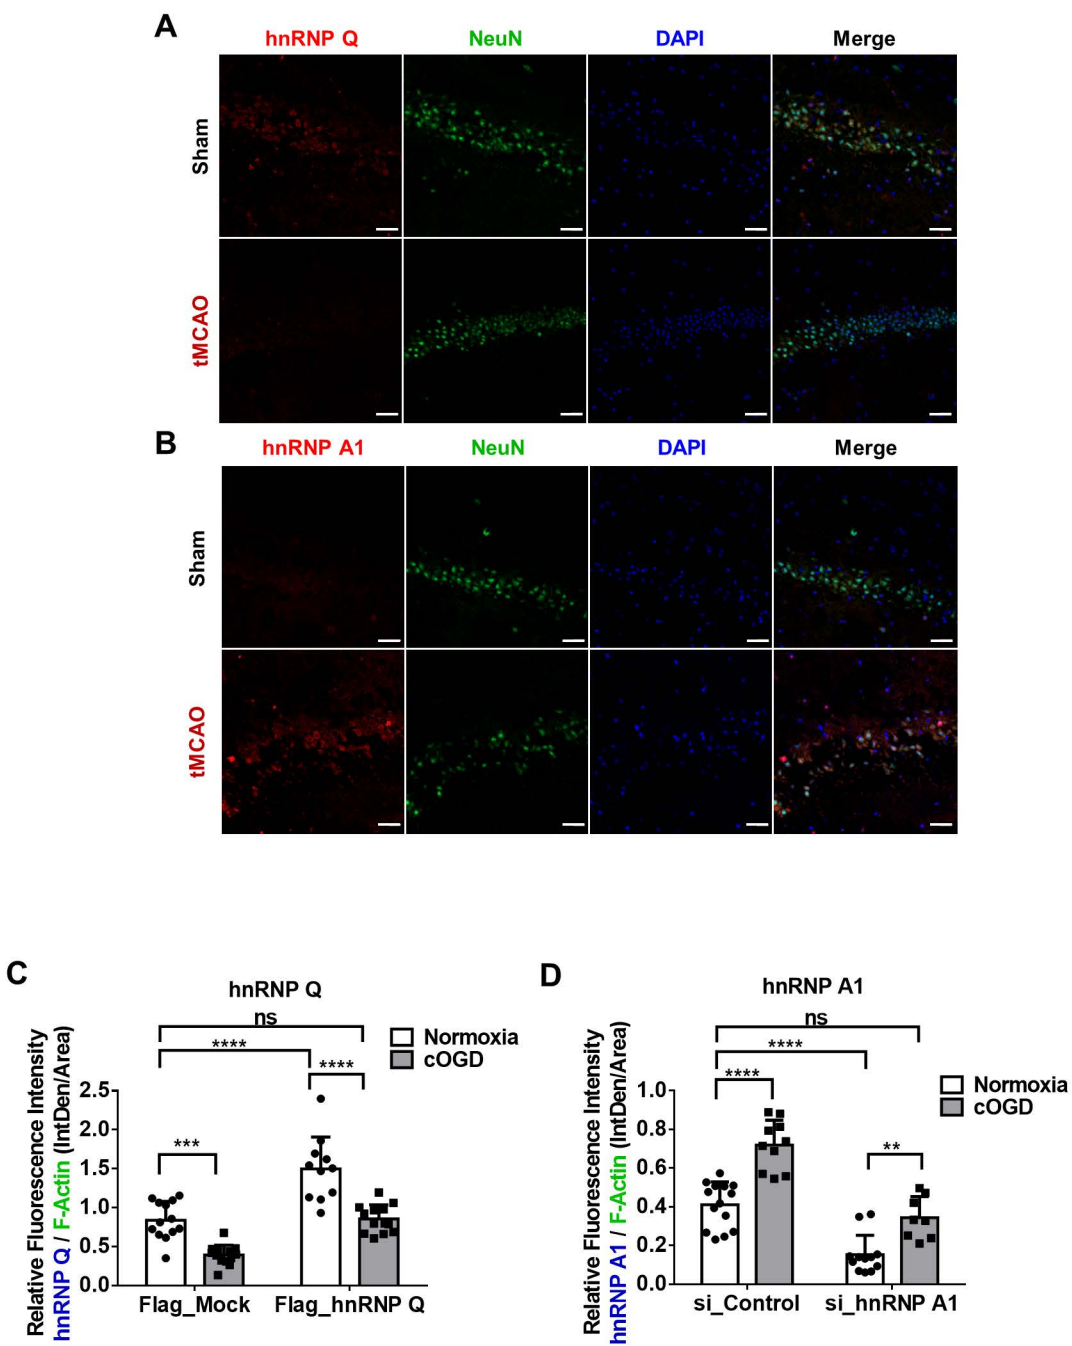 A
hnRNP Q NeuN DAPI Merge
Sham
tMCAO
B
hnRNP A1 NeuN DAPI Merge
Sham
tMCAO
C
hnRNP Q
ns
****
****
***
Normoxia
cOGD
Relative Fluorescence Intensity
hnRNP Q / F-Actin (IntDen/Area)
2.5
2.0
1.5
1.0
0.5
0.0
Flag_Mock Flag_hnRNP Q
D
hnRNP A1
ns
****
****
**
Normoxia
cOGD
Relative Fluorescence Intensity
hnRNP A1 / F-Actin (IntDen/Area)
1.0
0.8
0.6
0.4
0.2
0.0
si_Control si_hnRNP A1